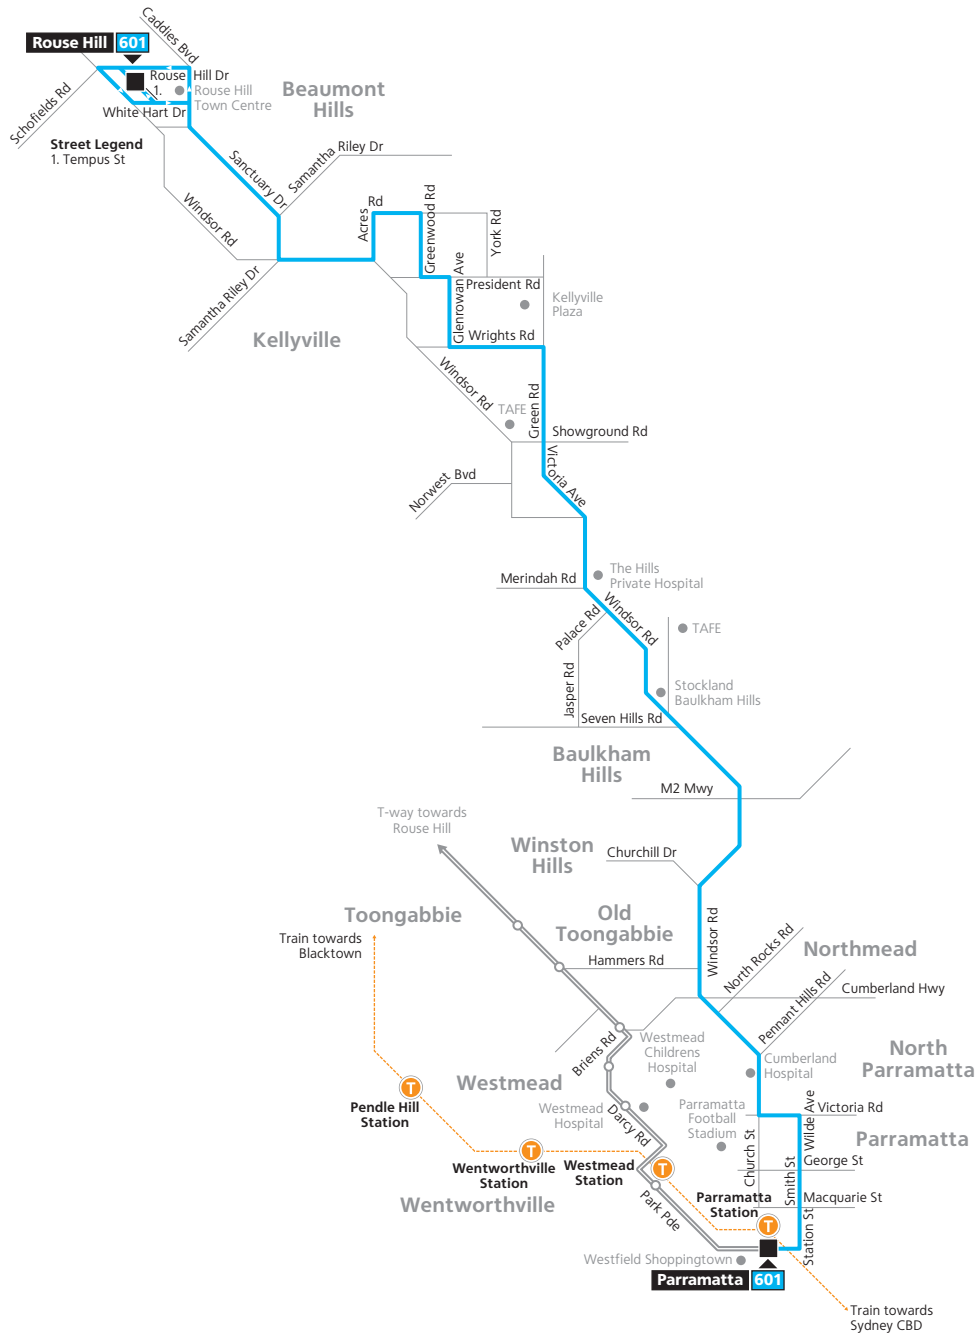 Caddies Bvd
Rouse Hill 601
Rouse Hill Dr
1.
Rouse Hill
Town Centre
White Hart Dr
Schofields Rd
Street Legend
1. Tempus St
Beaumont
Hills
Sanctuary Dr
Samantha Riley Dr
Windsor Rd
Samantha Riley Dr
Acres Rd
Greenwood Rd
York Rd
Glenrowan Ave
President Rd
Kellyville
Plaza
Kellyville
Wrights Rd
Windsor Rd
TAFE
Green Rd
Showground Rd
Victoria Ave
Norwest Bvd
The Hills
Private Hospital
Merindah Rd
Windsor Rd
Palace Rd
TAFE
Jasper Rd
Stockland
Baulkham Hills
Seven Hills Rd
Baulkham
Hills
M2 Mwy
T-way towards
Rouse Hill
Winston
Hills
Churchill Dr
Toongabbie
Old
Toongabbie
Windsor Rd
Train towards
Blacktown
Hammers Rd
North Rocks Rd
Northmead
Pennant Hills Rd
Cumberland Hwy
Briens Rd
Westmead
Childrens
Hospital
Cumberland
Hospital
North
Parramatta
Westmead
Pendle Hill
Station
T
Westmead
Hospital
Darcy Rd
Parramatta
Football
Stadium
Wilde Ave
Victoria Rd
Parramatta
Church St
T
Wentworthville
Station
Westmead
Station
T
George St
Smith St
Wentworthville
Park Pde
Parramatta
Station
T
Macquarie St
Station St
Westfield Shoppingtown
Parramatta 601
Train towards
Sydney CBD